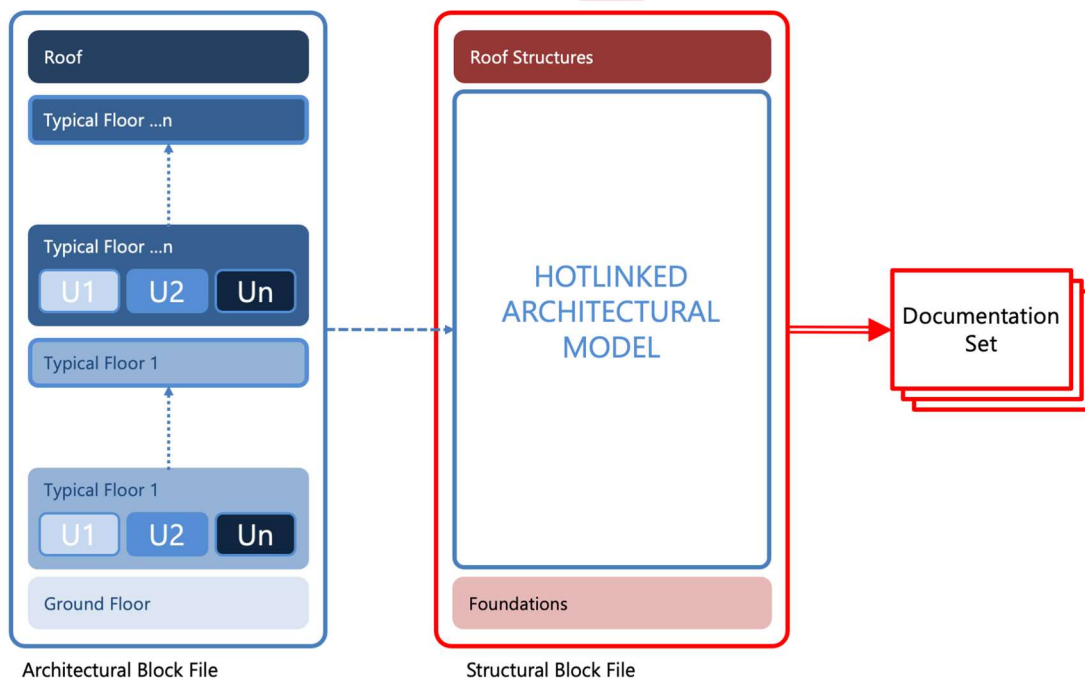 Roof
Typical Floor ...n
Typical Floor ...n
U1
U2
Un
Typical Floor 1
Typical Floor 1
U1
U2
Un
Ground Floor
Architectural Block File
Roof Structures
HOTLINKED
ARCHITECTURAL
MODEL
Foundations
Structural Block File
Documentation
Set